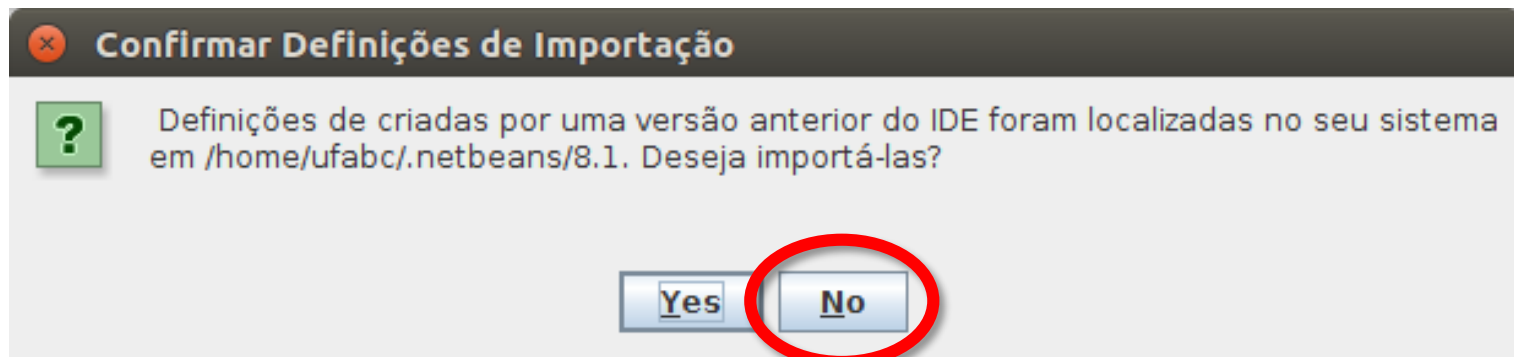 Confirmar Definições de Importação
? Definições de criadas por uma versão anterior do IDE foram localizadas no seu sistema
em /home/ufabc/.netbeans/8.1. Deseja importá-las?
Yes No